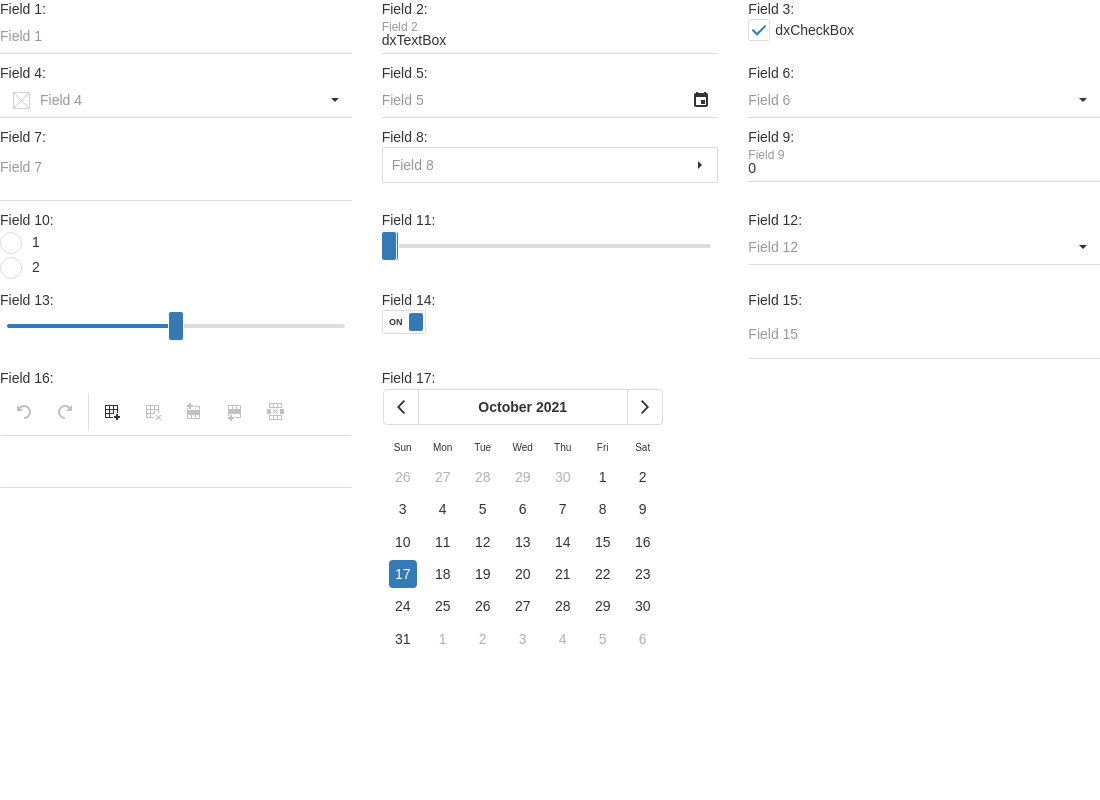 Field 1:
Field 1
Field 2:
Field 2
dxTextBox
Field 3:
dxCheckBox
Field 4:
Field 4
Field 5:
Field 5
Field 6:
Field 6
Field 7:
Field 7
Field 8:
Field 8
Field 9:
Field 9
0
Field 10:
1
2
Field 11:
Field 12:
Field 12
Field 13:
Field 14:
ON
Field 15:
Field 15
Field 16:
Field 17:
October 2021
Sun Mon Tue Wed Thu Fri Sat
26 27 28 29 30 1 2
3 4 5 6 7 8 9
10 11 12 13 14 15 16
17 18 19 20 21 22 23
24 25 26 27 28 29 30
31 1 2 3 4 5 6